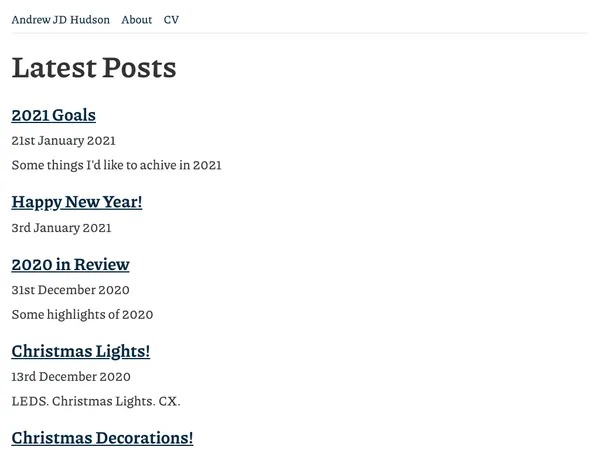 Andrew JD Hudson About CV
Latest Posts
2021 Goals
21st January 2021
Some things I'd like to achive in 2021
Happy New Year!
3rd January 2021
2020 in Review
31st December 2020
Some highlights of 2020
Christmas Lights!
13rd December 2020
LEDS. Christmas Lights. CX.
Christmas Decorations!